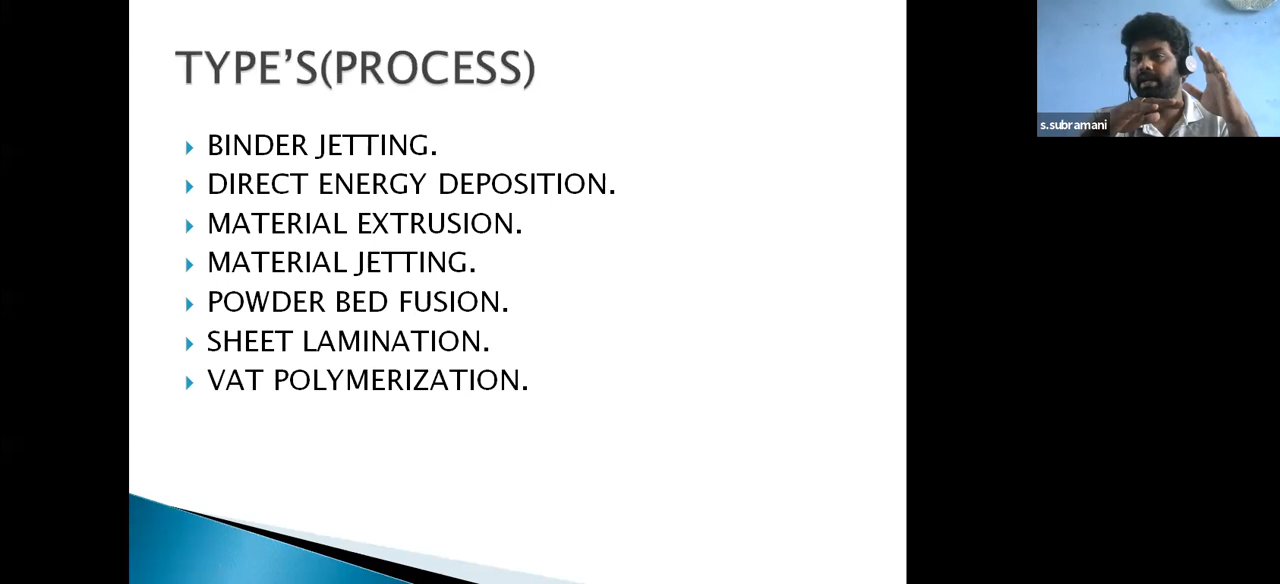 TYPE’S(PROCESS)
BINDER JETTING.
DIRECT ENERGY DEPOSITION.
MATERIAL EXTRUSION.
MATERIAL JETTING.
POWDER BED FUSION.
SHEET LAMINATION.
VAT POLYMERIZATION.
s.subramani